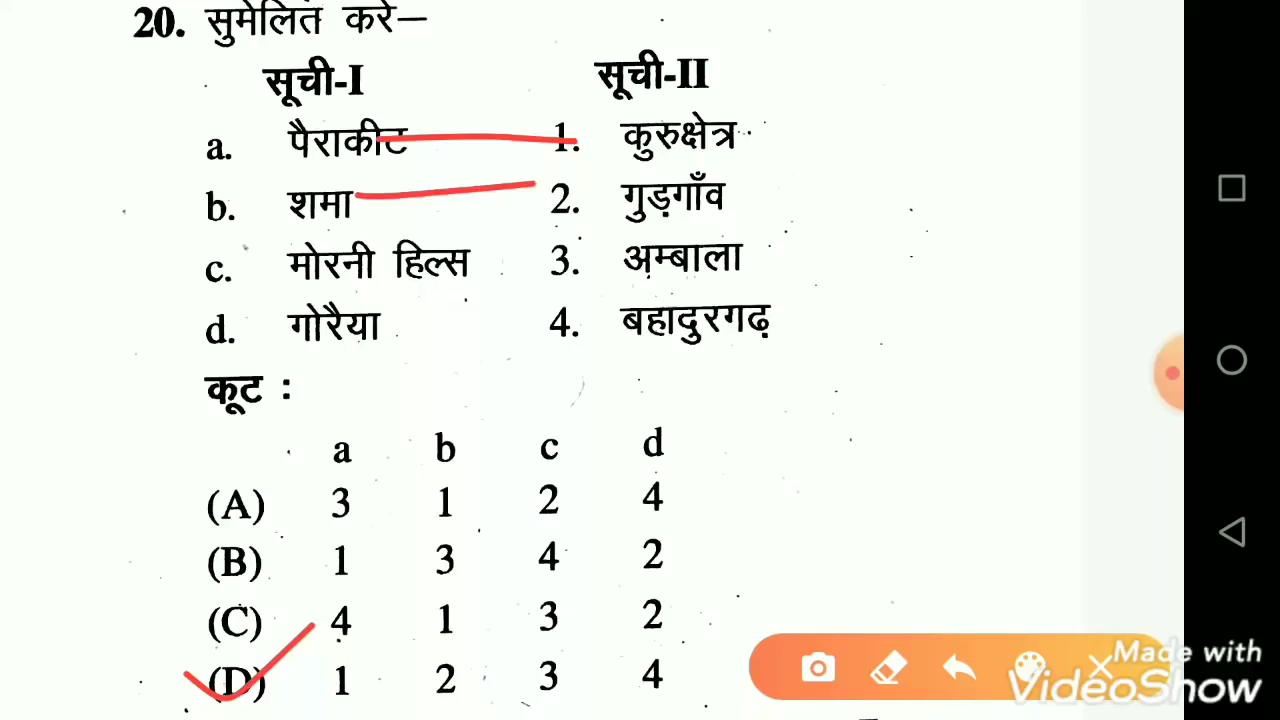 20. सुमेलित करे–
सूची-I सूची-II
a. पैराकीट 1. कुरुक्षेत्र
b. शमा 2. गुड़गाँव
c. मोरनी हिल्स 3. अम्बाला
d. गोरैया 4. बहादुरगढ़
कूट :
a b c d
(A) 3 1 2 4
(B) 1 3 4 2
(C) 4 1 3 2
(D) 1 2 3 4
Made with
VideoShow